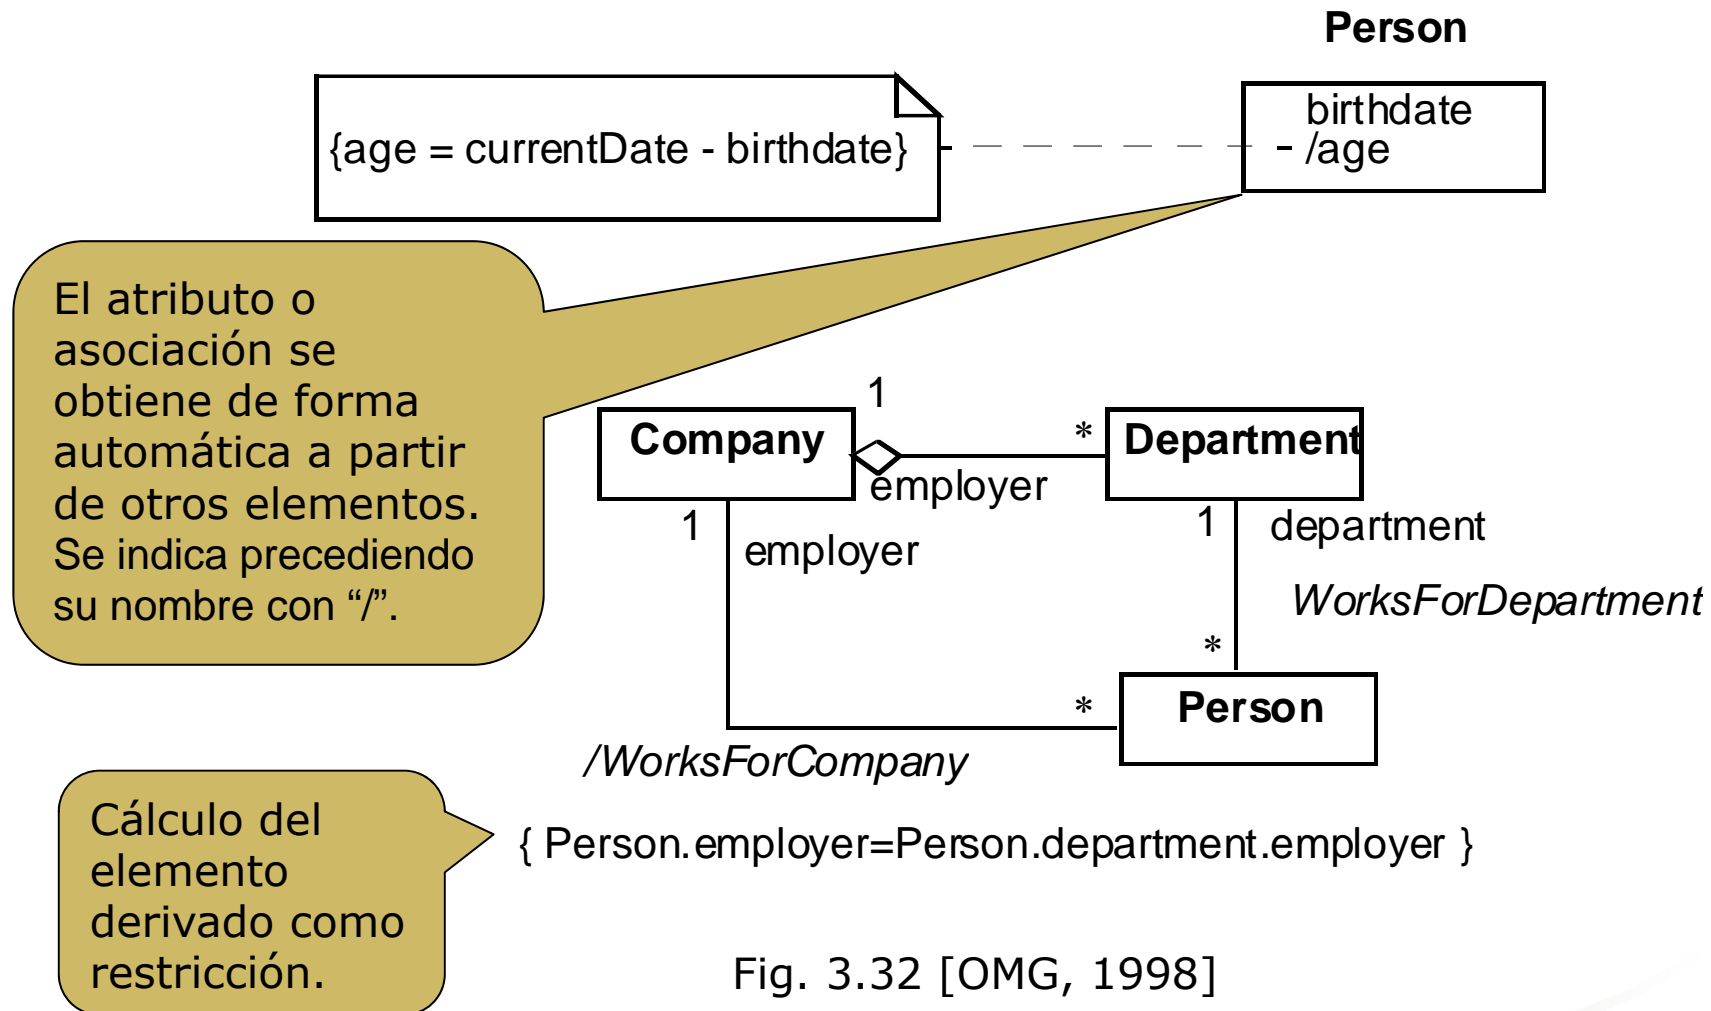 Person
{age = currentDate - birthdate}
birthdate
- /age
El atributo o
asociación se
obtiene de forma
automática a partir
de otros elementos.
Se indica precediendo
su nombre con “/”.
1
Company
*
Department
employer
1
employer
1
department
WorksForDepartment
*
*
Person
/WorksForCompany
Cálculo del
elemento
derivado como
restricción.
{ Person.employer=Person.department.employer }
Fig. 3.32 [OMG, 1998]